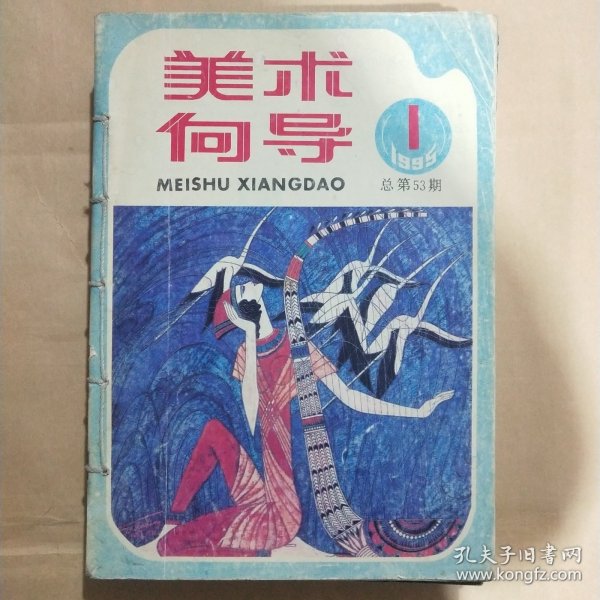 美术
向导
1
1995
MEISHU XIANGDAO
总第53期
孔夫子旧书网
www.kongfz.com